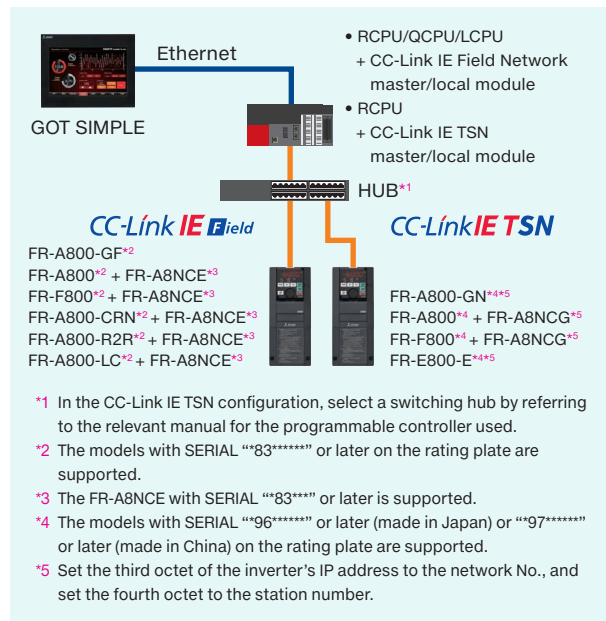 Ethernet
GOT SIMPLE
• RCPU/QCPU/LCPU
+ CC-Link IE Field Network
master/local module
• RCPU
+ CC-Link IE TSN
master/local module
HUB*1
CC-Link IE Field
FR-A800-GF*2
FR-A800*2 + FR-A8NCE*3
FR-F800*2 + FR-A8NCE*3
FR-A800-CRN*2 + FR-A8NCE*3
FR-A800-R2R*2 + FR-A8NCE*3
FR-A800-LC*2 + FR-A8NCE*3
CC-Link IE TSN
FR-A800-GN*4*5
FR-A800*4 + FR-A8NCG*5
FR-F800*4 + FR-A8NCG*5
FR-E800-E*4*5
*1 In the CC-Link IE TSN configuration, select a switching hub by referring
to the relevant manual for the programmable controller used.
*2 The models with SERIAL “*83******” or later on the rating plate are
supported.
*3 The FR-A8NCE with SERIAL “*83***” or later is supported.
*4 The models with SERIAL “*96******” or later (made in Japan) or “*97******”
or later (made in China) on the rating plate are supported.
*5 Set the third octet of the inverter’s IP address to the network No., and
set the fourth octet to the station number.